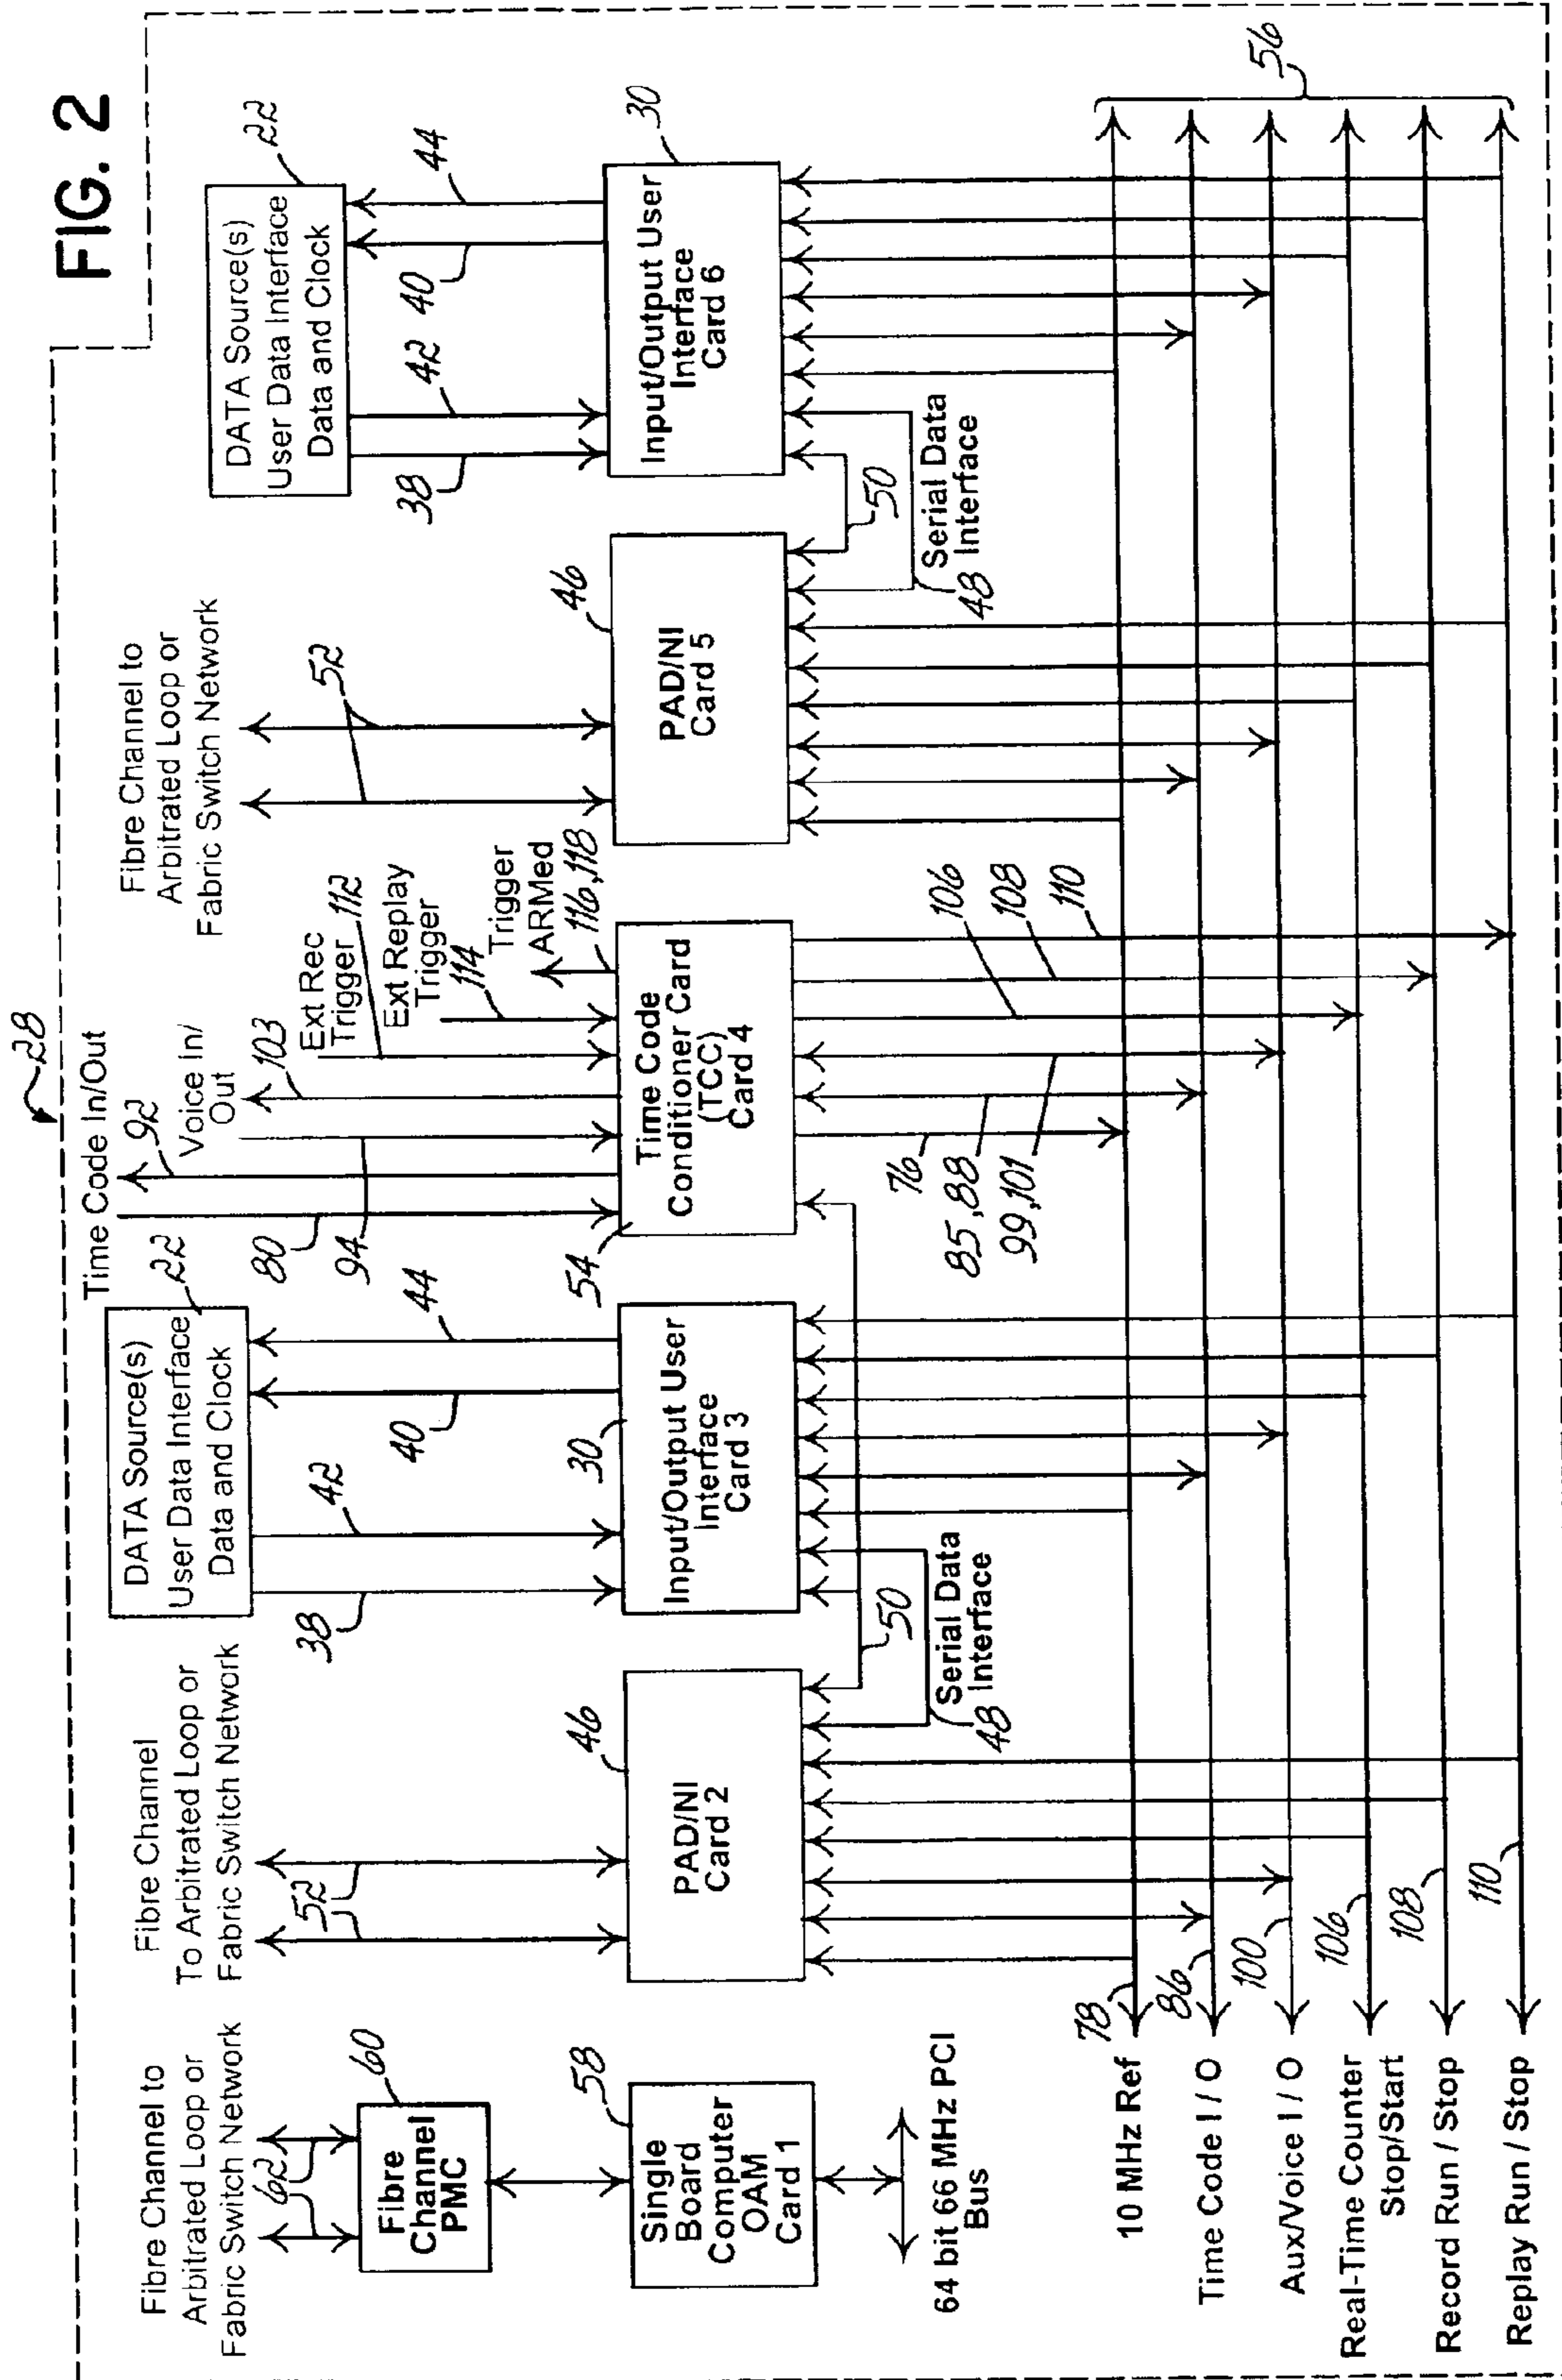 FIG. 2
28
Fibre Channel to
Arbitrated Loop or
Fabric Switch Network
62
60
Fibre
Channel
PMC
58
Single
Board
Computer
OAM
Card 1
64 bit 66 MHz PCI
Bus
Fibre Channel
To Arbitrated Loop or
Fabric Switch Network
52
46
PAD/NI
Card 2
48
Serial Data
Interface
50
DATA Source(s)
User Data Interface
Data and Clock
22
38
42
40
44
30
Input/Output User
Interface
Card 3
Time Code In/Out
80
92
94
Voice In/
Out
103
Ext Rec
Trigger
112
Ext Replay
Trigger
114
Trigger
ARMed
116,118
54
Time Code
Conditioner Card
(TCC)
Card 4
76
85,88
99,101
106
108
110
Fibre Channel to
Arbitrated Loop or
Fabric Switch Network
52
46
PAD/NI
Card 5
48
Serial Data
Interface
50
DATA Source(s)
User Data Interface
Data and Clock
22
38
42
40
44
30
Input/Output User
Interface
Card 6
10 MHz Ref
78
Time Code I / O
86
Aux/Voice I / O
100
Real-Time Counter
Stop/Start
106
Record Run / Stop
108
Replay Run / Stop
110
56